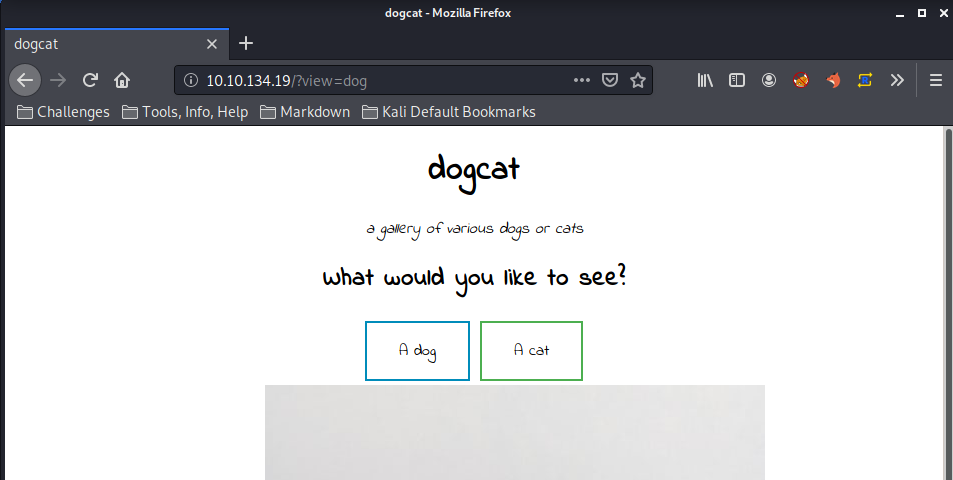 dogcat - Mozilla Firefox
dogcat
10.10.134.19/?view=dog
Challenges Tools, Info, Help Markdown Kali Default Bookmarks
dogcat
a gallery of various dogs or cats
What would you like to see?
A dog A cat